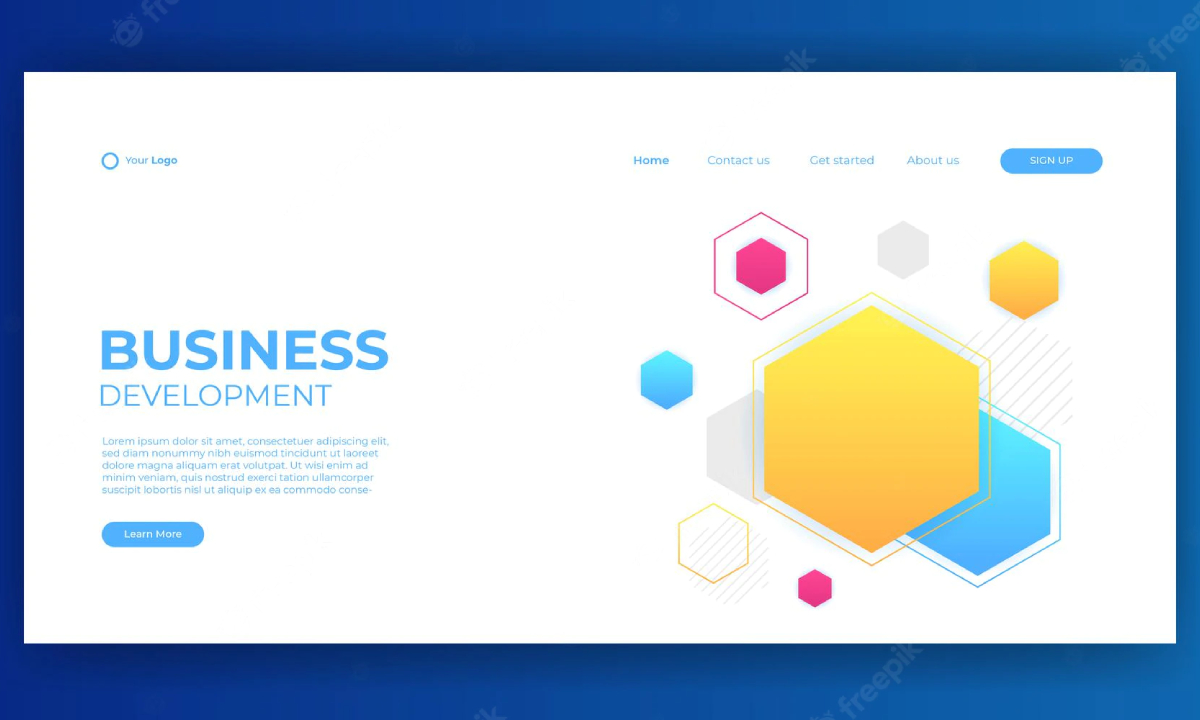 freepik
Your Logo
Home
Contact us
Get started
About us
SIGN UP
BUSINESS
DEVELOPMENT
Lorem ipsum dolor sit amet, consectetuer adipiscing elit,
sed diam nonummy nibh euismod tincidunt ut laoreet
dolore magna aliquam erat volutpat. Ut wisi enim ad
minim veniam, quis nostrud exerci tation ullamcorper
suscipit lobortis nisl ut aliquip ex ea commodo conse-
Learn More
freepik